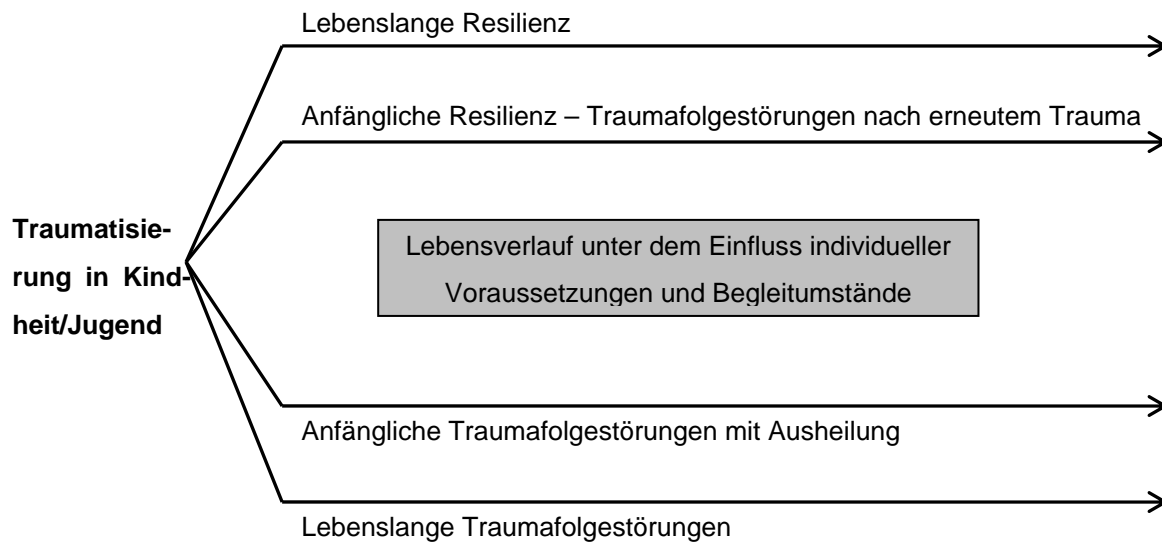 Lebenslange Resilienz
Anfängliche Resilienz – Traumafolgestörungen nach erneutem Trauma
Traumatisie-
rung in Kind-
heit/Jugend
Lebensverlauf unter dem Einfluss individueller
Voraussetzungen und Begleitumstände
Anfängliche Traumafolgestörungen mit Ausheilung
Lebenslange Traumafolgestörungen